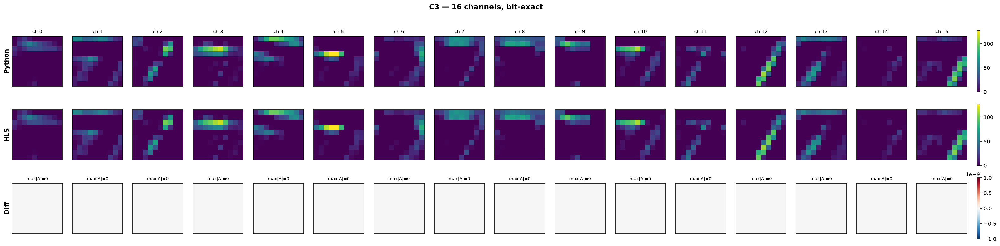 C3 — 16 channels, bit-exact
ch 0 ch 1 ch 2 ch 3 ch 4 ch 5 ch 6 ch 7 ch 8 ch 9 ch 10 ch 11 ch 12 ch 13 ch 14 ch 15
Python
100
50
0
HLS
100
50
0
max|Δ|=0 max|Δ|=0 max|Δ|=0 max|Δ|=0 max|Δ|=0 max|Δ|=0 max|Δ|=0 max|Δ|=0 max|Δ|=0 max|Δ|=0 max|Δ|=0 max|Δ|=0 max|Δ|=0 max|Δ|=0 max|Δ|=0 max|Δ|=0
Diff
1e−9
1.0
0.5
0.0
−0.5
−1.0